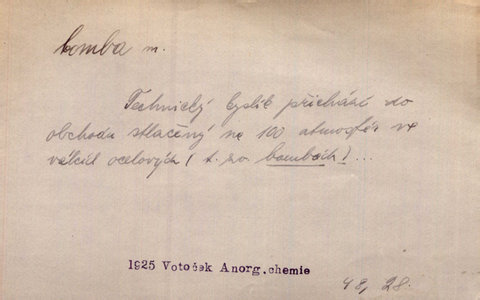 bomba m.
Technický kyslík přichází do
obchodu stlačený na 100 atmosfér ve
válcích ocelových (t. zv. bombách) ...
1925 Votoček Anorg.chemie
48, 28.